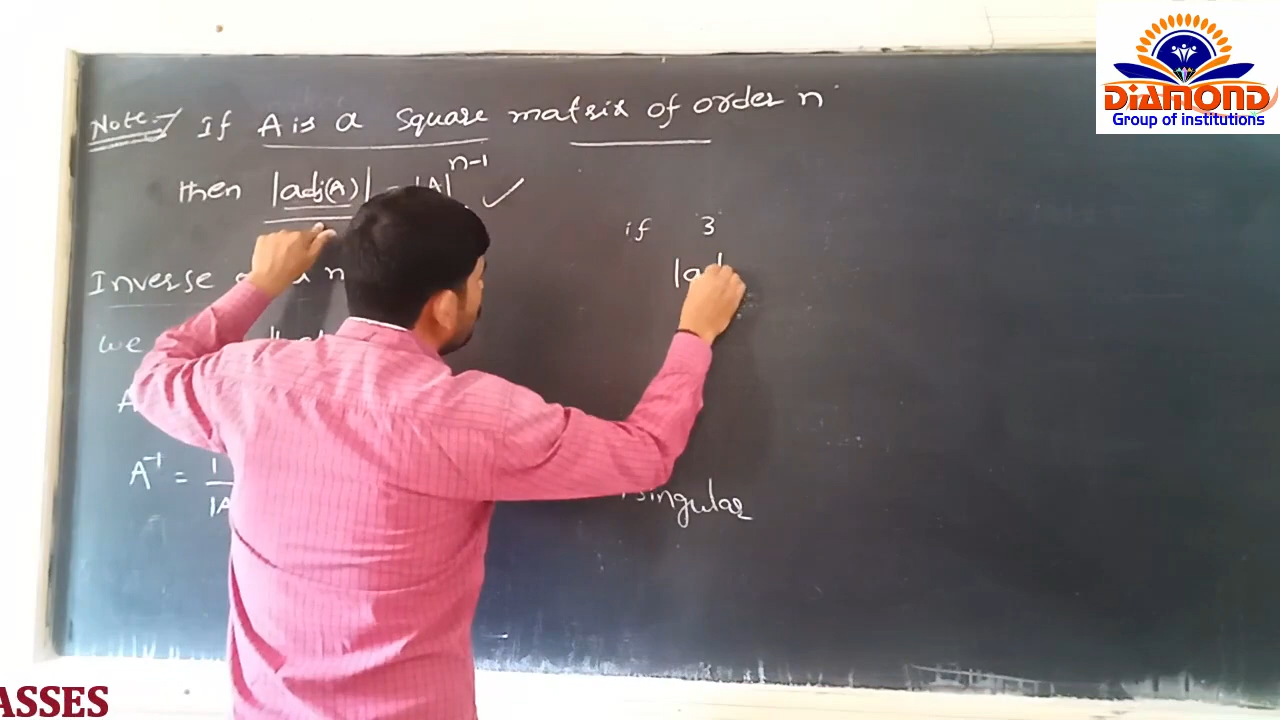 Note:- If A is a square matrix of order n
then |adj(A)| = |A|^{n-1} ✓
if 3
|a
Inverse
we
A
A^{-1} = 1
|A
singular
DiAMOND
Group of institutions
ASSES